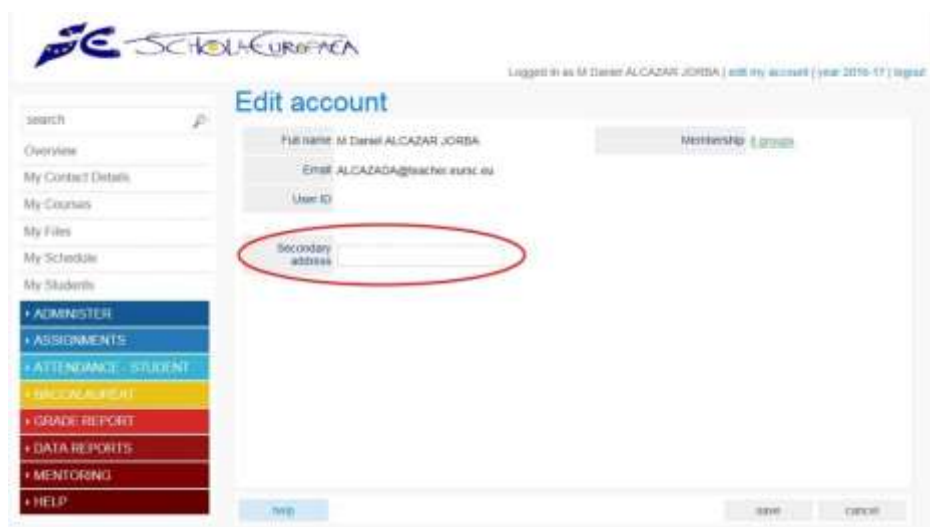 SCHOLA EUROPAEA
Logged in as M Daniel ALCAZAR JORBA | edit my account | year 2016-17 | logout
Edit account
search
Overview
My Contact Details
My Courses
My Files
My Schedule
My Students
▸ ADMINISTER
▸ ASSIGNMENTS
▸ ATTENDANCE - STUDENT
▸ BACCALAUREAT
▸ GRADE REPORT
▸ DATA REPORTS
▸ MENTORING
▸ HELP
Full name M Daniel ALCAZAR JORBA
Membership groups
Email ALCAZADA@teacher.eursc.eu
User ID
Secondary
address
help
save
cancel